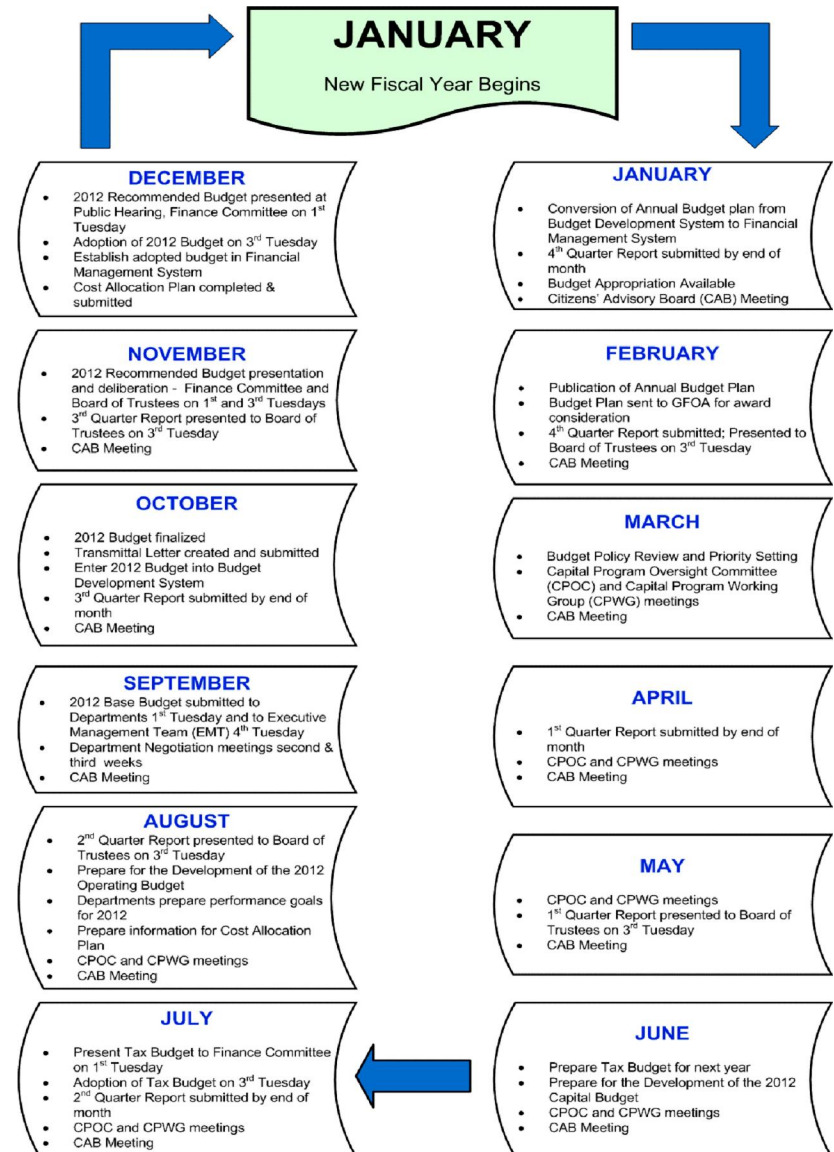 JANUARY
New Fiscal Year Begins
JANUARY
• Conversion of Annual Budget plan from
Budget Development System to Financial
Management System
• 4th Quarter Report submitted by end of
month
• Budget Appropriation Available
• Citizens' Advisory Board (CAB) Meeting
FEBRUARY
• Publication of Annual Budget Plan
• Budget Plan sent to GFOA for award
consideration
• 4th Quarter Report submitted; Presented to
Board of Trustees on 3rd Tuesday
• CAB Meeting
MARCH
• Budget Policy Review and Priority Setting
• Capital Program Oversight Committee
(CPOC) and Capital Program Working
Group (CPWG) meetings
• CAB Meeting
APRIL
• 1st Quarter Report submitted by end of
month
• CPOC and CPWG meetings
• CAB Meeting
MAY
• CPOC and CPWG meetings
• 1st Quarter Report presented to Board of
Trustees on 3rd Tuesday
• CAB Meeting
JUNE
• Prepare Tax Budget for next year
• Prepare for the Development of the 2012
Capital Budget
• CPOC and CPWG meetings
• CAB Meeting
JULY
• Present Tax Budget to Finance Committee
on 1st Tuesday
• Adoption of Tax Budget on 3rd Tuesday
• 2nd Quarter Report submitted by end of
month
• CPOC and CPWG meetings
• CAB Meeting
AUGUST
• 2nd Quarter Report presented to Board of
Trustees on 3rd Tuesday
• Prepare for the Development of the 2012
Operating Budget
• Departments prepare performance goals
for 2012
• Prepare information for Cost Allocation
Plan
• CPOC and CPWG meetings
• CAB Meeting
SEPTEMBER
• 2012 Base Budget submitted to
Departments 1st Tuesday and to Executive
Management Team (EMT) 4th Tuesday
• Department Negotiation meetings second &
third weeks
• CAB Meeting
OCTOBER
• 2012 Budget finalized
• Transmittal Letter created and submitted
• Enter 2012 Budget into Budget
Development System
• 3rd Quarter Report submitted by end of
month
• CAB Meeting
NOVEMBER
• 2012 Recommended Budget presentation
and deliberation - Finance Committee and
Board of Trustees on 1st and 3rd Tuesdays
• 3rd Quarter Report presented to Board of
Trustees on 3rd Tuesday
• CAB Meeting
DECEMBER
• 2012 Recommended Budget presented at
Public Hearing, Finance Committee on 1st
Tuesday
• Adoption of 2012 Budget on 3rd Tuesday
• Establish adopted budget in Financial
Management System
• Cost Allocation Plan completed &
submitted